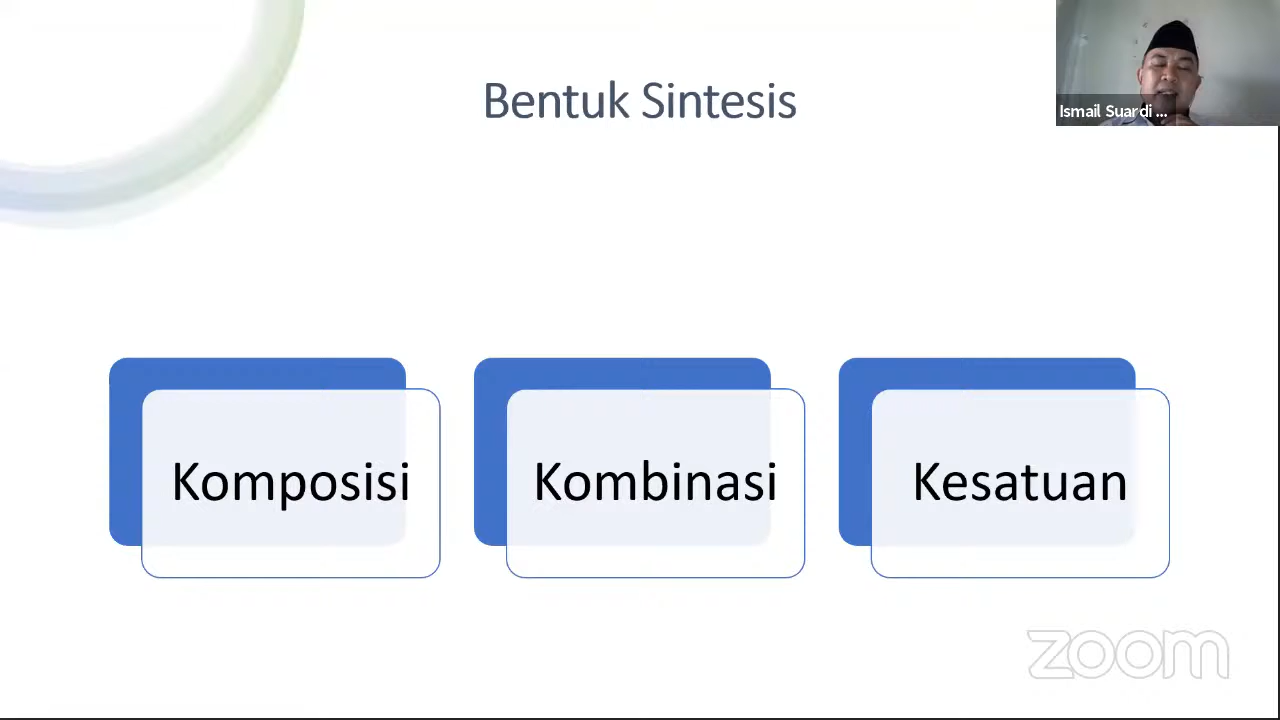 Bentuk Sintesis
Ismail Suardi ...
Komposisi
Kombinasi
Kesatuan
zoom